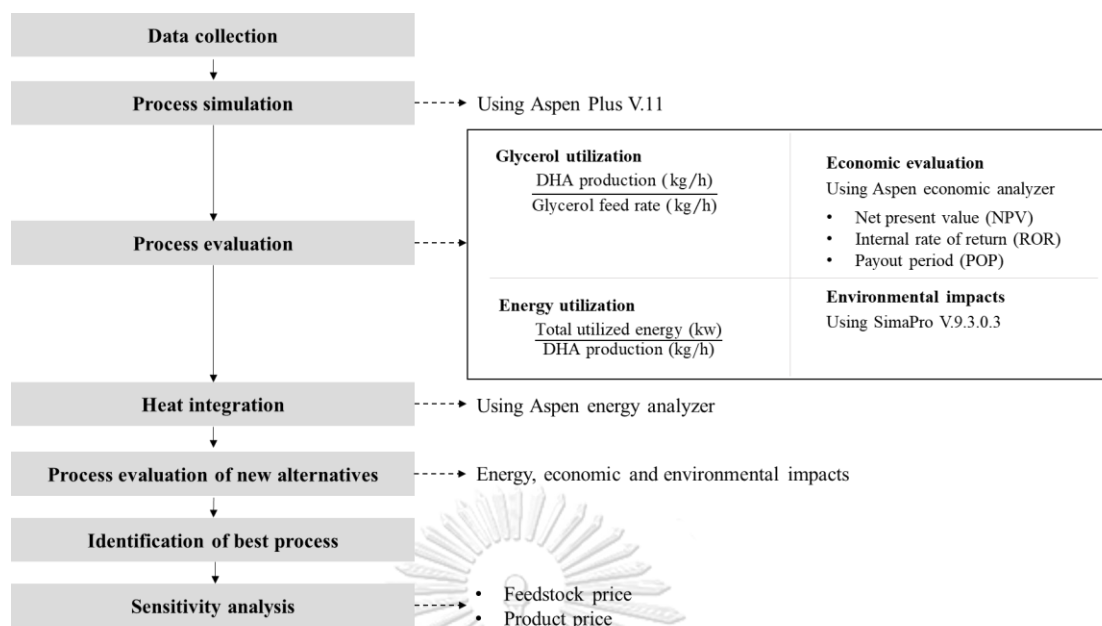 Data collection
Process simulation
Using Aspen Plus V.11
Glycerol utilization
DHA production (kg/h)
Glycerol feed rate (kg/h)
Economic evaluation
Using Aspen economic analyzer
• Net present value (NPV)
• Internal rate of return (ROR)
• Payout period (POP)
Process evaluation
Energy utilization
Total utilized energy (kw)
DHA production (kg/h)
Environmental impacts
Using SimaPro V.9.3.0.3
Heat integration
Using Aspen energy analyzer
Process evaluation of new alternatives
Energy, economic and environmental impacts
Identification of best process
Sensitivity analysis
• Feedstock price
• Product price